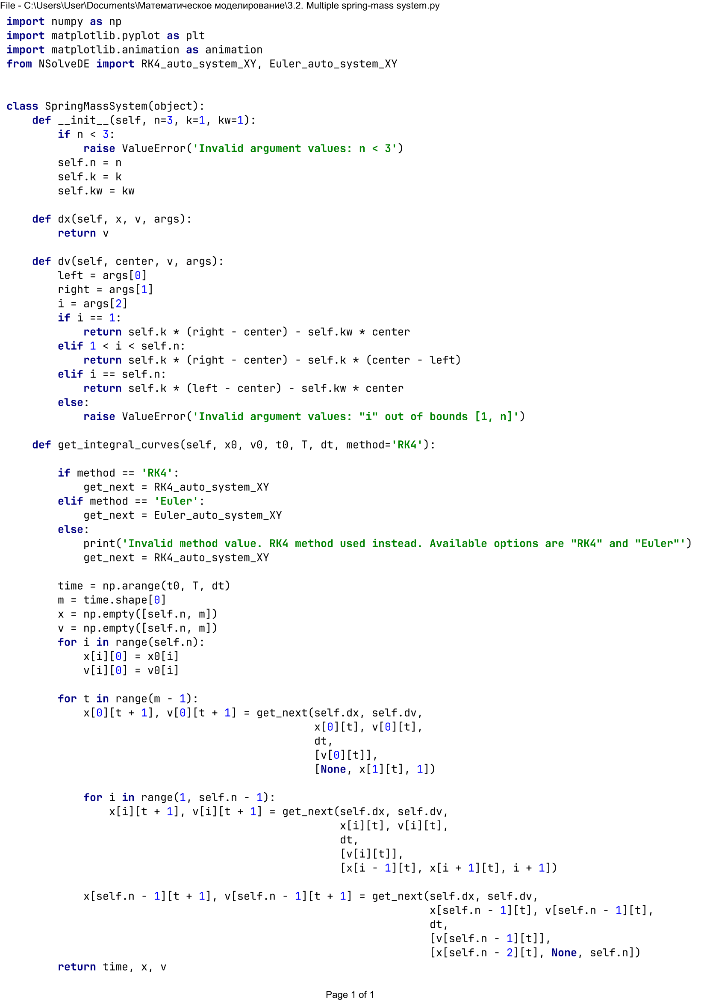 File - C:\Users\User\Documents\Математическое моделирование\3.2. Multiple spring-mass system.py
import numpy as np
import matplotlib.pyplot as plt
import matplotlib.animation as animation
from NSolveDE import RK4_auto_system_XY, Euler_auto_system_XY


class SpringMassSystem(object):
    def __init__(self, n=3, k=1, kw=1):
        if n < 3:
            raise ValueError('Invalid argument values: n < 3')
        self.n = n
        self.k = k
        self.kw = kw

    def dx(self, x, v, args):
        return v

    def dv(self, center, v, args):
        left = args[0]
        right = args[1]
        i = args[2]
        if i == 1:
            return self.k * (right - center) - self.kw * center
        elif 1 < i < self.n:
            return self.k * (right - center) - self.k * (center - left)
        elif i == self.n:
            return self.k * (left - center) - self.kw * center
        else:
            raise ValueError('Invalid argument values: "i" out of bounds [1, n]')

    def get_integral_curves(self, x0, v0, t0, T, dt, method='RK4'):

        if method == 'RK4':
            get_next = RK4_auto_system_XY
        elif method == 'Euler':
            get_next = Euler_auto_system_XY
        else:
            print('Invalid method value. RK4 method used instead. Available options are "RK4" and "Euler"')
            get_next = RK4_auto_system_XY

        time = np.arange(t0, T, dt)
        m = time.shape[0]
        x = np.empty([self.n, m])
        v = np.empty([self.n, m])
        for i in range(self.n):
            x[i][0] = x0[i]
            v[i][0] = v0[i]

        for t in range(m - 1):
            x[0][t + 1], v[0][t + 1] = get_next(self.dx, self.dv,
                                                x[0][t], v[0][t],
                                                dt,
                                                [v[0][t]],
                                                [None, x[1][t], 1])

            for i in range(1, self.n - 1):
                x[i][t + 1], v[i][t + 1] = get_next(self.dx, self.dv,
                                                    x[i][t], v[i][t],
                                                    dt,
                                                    [v[i][t]],
                                                    [x[i - 1][t], x[i + 1][t], i + 1])

            x[self.n - 1][t + 1], v[self.n - 1][t + 1] = get_next(self.dx, self.dv,
                                                                  x[self.n - 1][t], v[self.n - 1][t],
                                                                  dt,
                                                                  [v[self.n - 1][t]],
                                                                  [x[self.n - 2][t], None, self.n])
        return time, x, v
Page 1 of 1